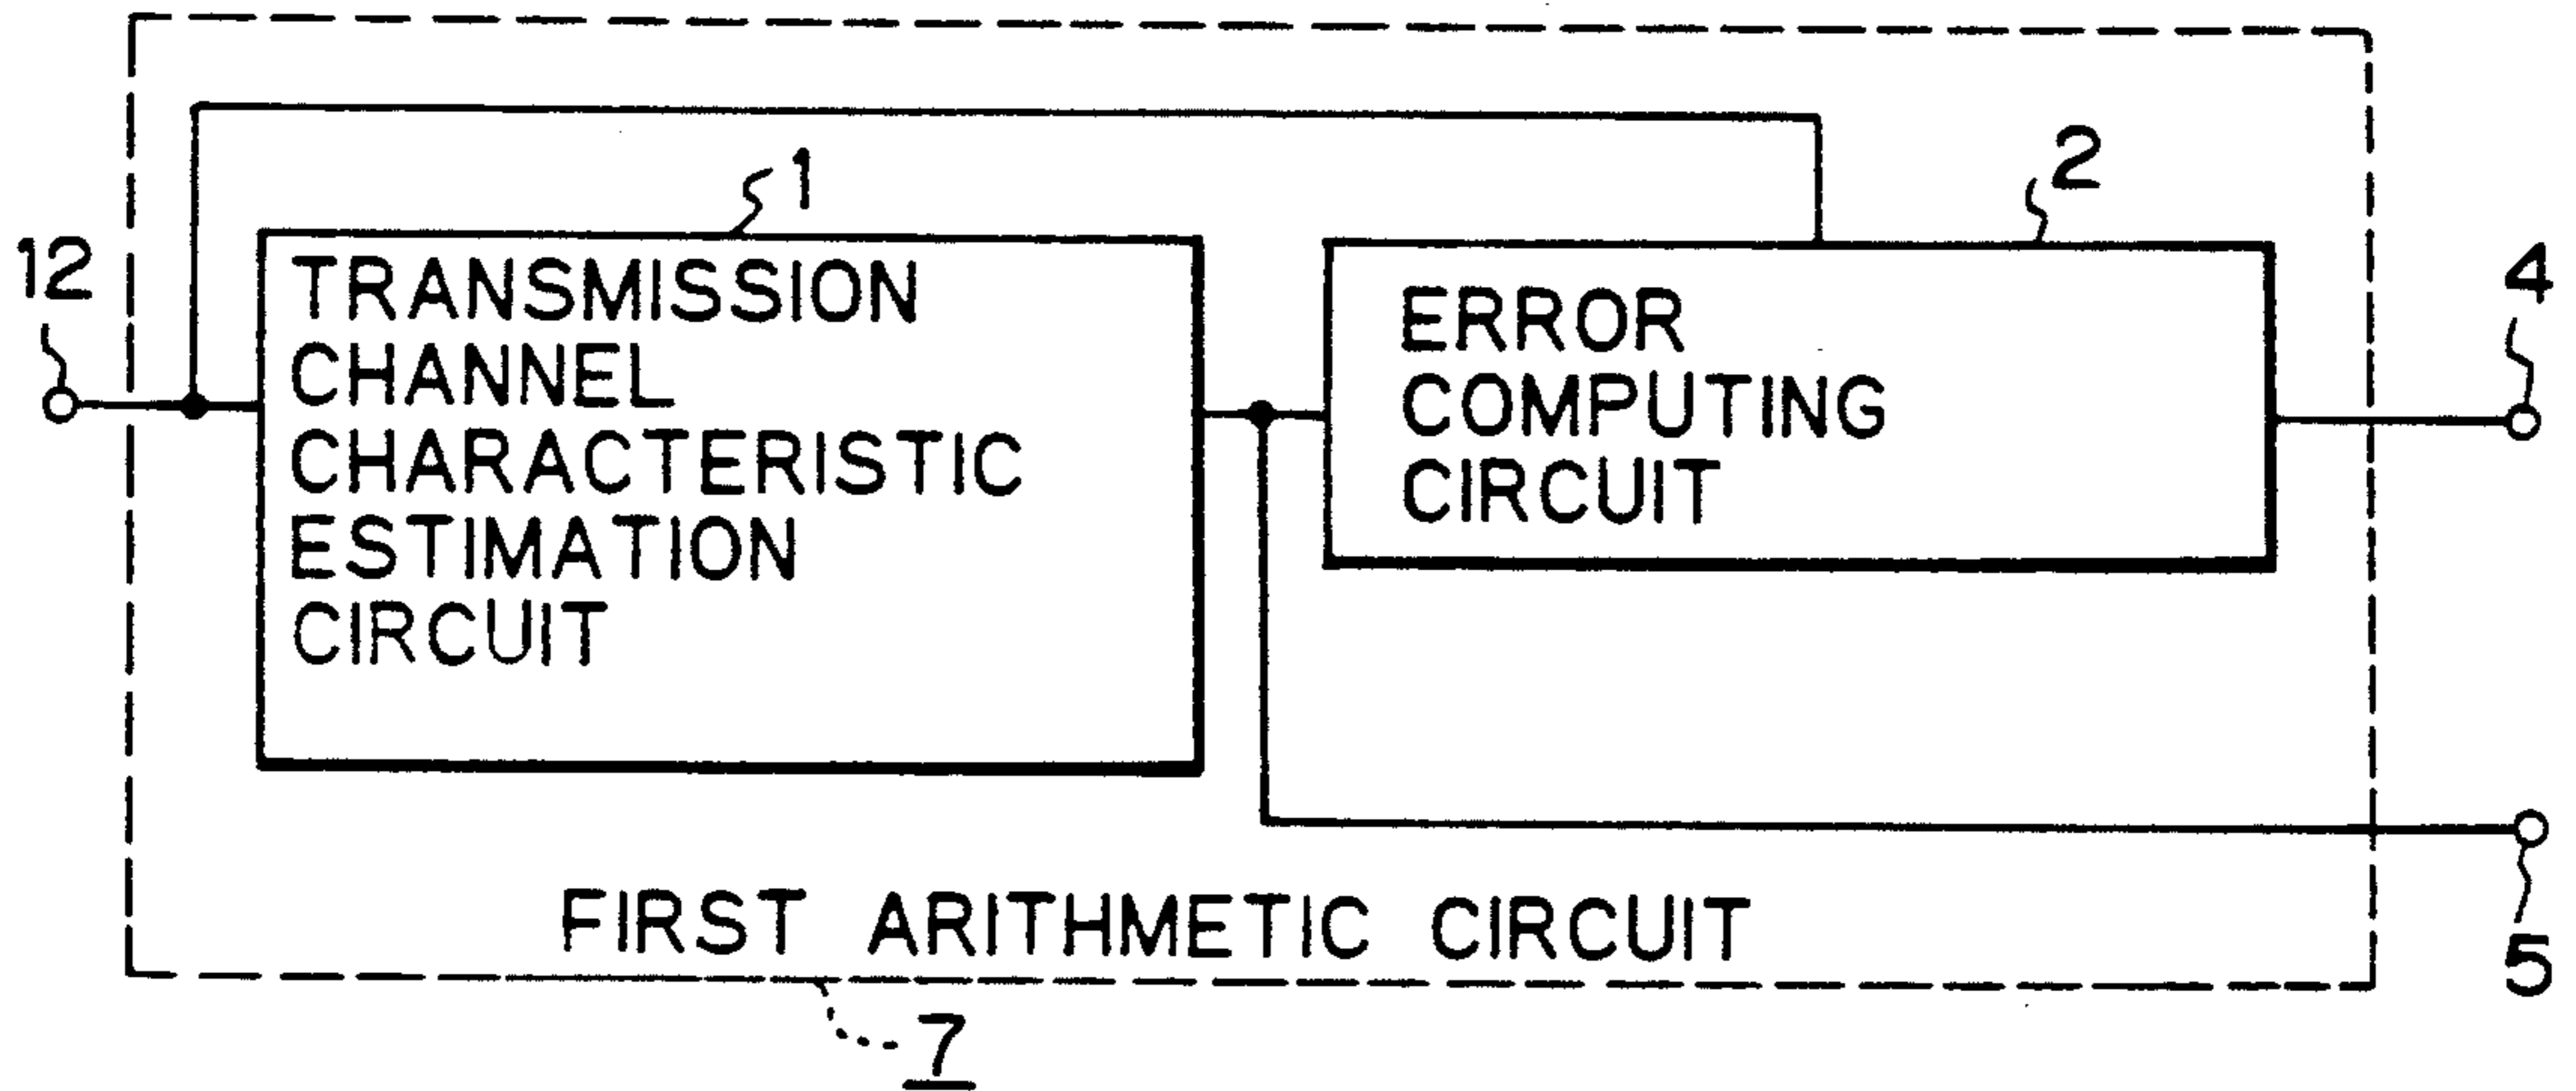 1
2
12
4
TRANSMISSION
CHANNEL
CHARACTERISTIC
ESTIMATION
CIRCUIT
ERROR
COMPUTING
CIRCUIT
5
FIRST ARITHMETIC CIRCUIT
7